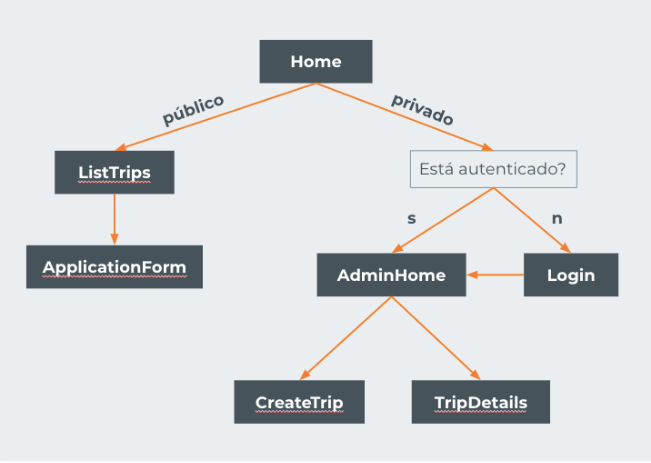 Home
público
privado
ListTrips
Está autenticado?
s
n
ApplicationForm
AdminHome
Login
CreateTrip
TripDetails